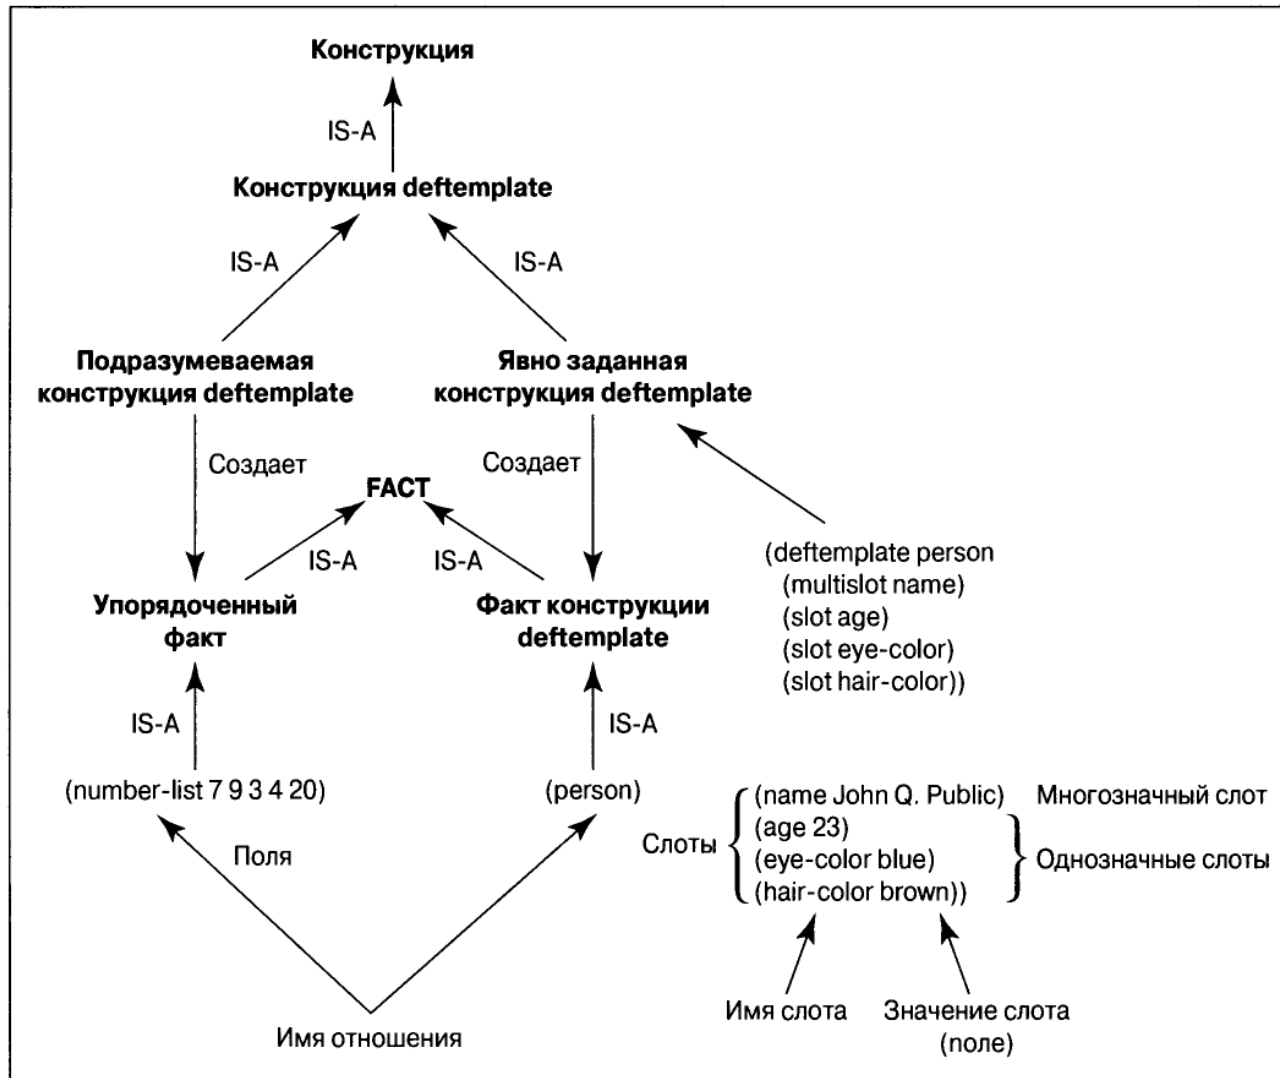 Конструкция
IS-A
Конструкция deftemplate
IS-A
IS-A
Подразумеваемая
конструкция deftemplate
Явно заданная
конструкция deftemplate
Создает
Создает
FACT
IS-A
IS-A
Упорядоченный
факт
Факт конструкции
deftemplate
(deftemplate person
(multislot name)
(slot age)
(slot eye-color)
(slot hair-color))
IS-A
IS-A
(number-list 7 9 3 4 20)
(person)
Слоты
(name John Q. Public)
(age 23)
(eye-color blue)
(hair-color brown))
Многозначный слот
Однозначные слоты
Поля
Имя отношения
Имя слота
Значение слота
(поле)